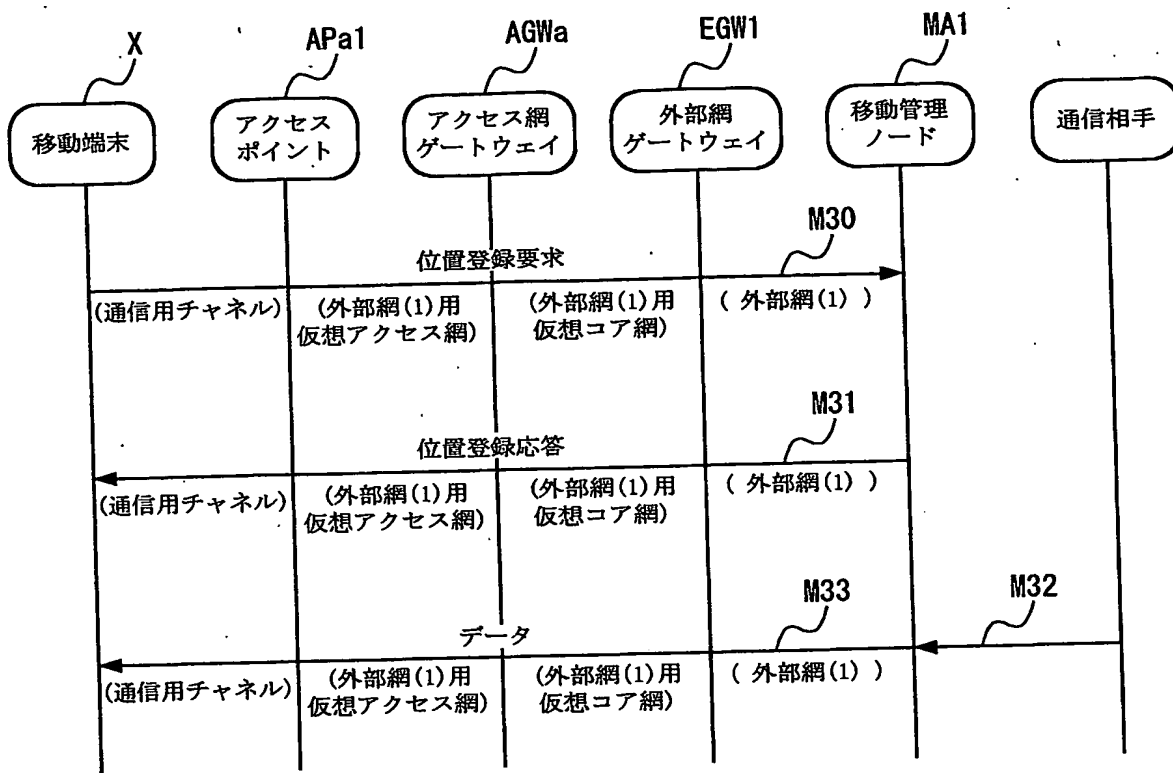 X
APa1
AGWa
EGW1
MA1
移動端末
アクセス
ポイント
アクセス網
ゲートウェイ
外部網
ゲートウェイ
移動管理
ノード
通信相手
M30
位置登録要求
(通信用チャネル)
(外部網(1)用
仮想アクセス網)
(外部網(1)用
仮想コア網)
( 外部網(1) )
M31
位置登録応答
(通信用チャネル)
(外部網(1)用
仮想アクセス網)
(外部網(1)用
仮想コア網)
( 外部網(1) )
M33
M32
データ
(通信用チャネル)
(外部網(1)用
仮想アクセス網)
(外部網(1)用
仮想コア網)
( 外部網(1) )